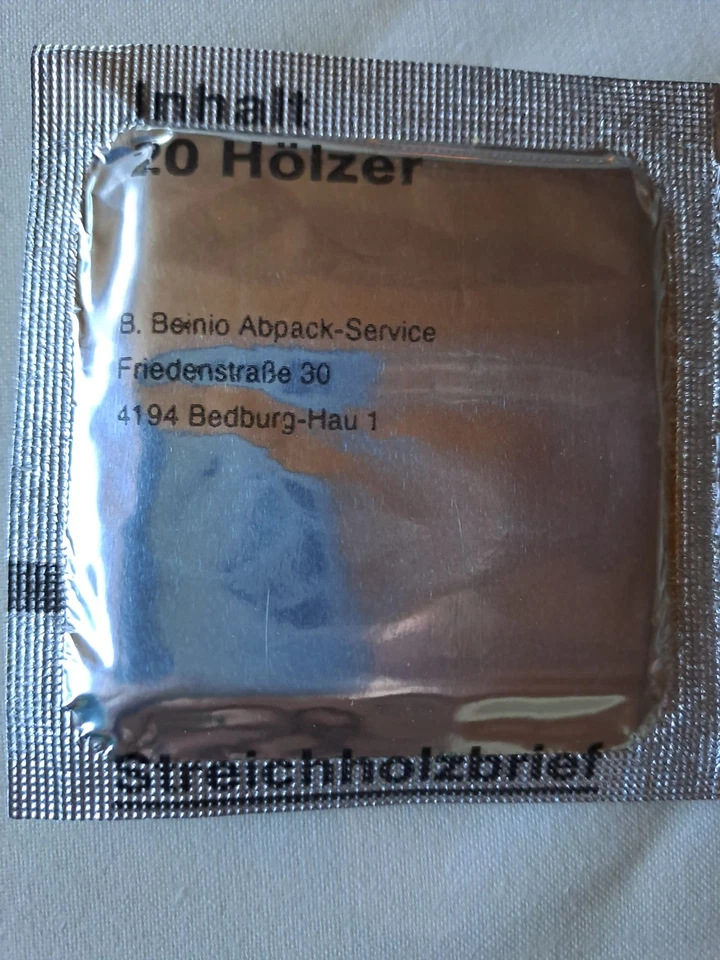 Inhalt
20 Hölzer
B. Beinio Abpack-Service
Friedenstraße 30
4194 Bedburg-Hau 1
Streichholzbrief